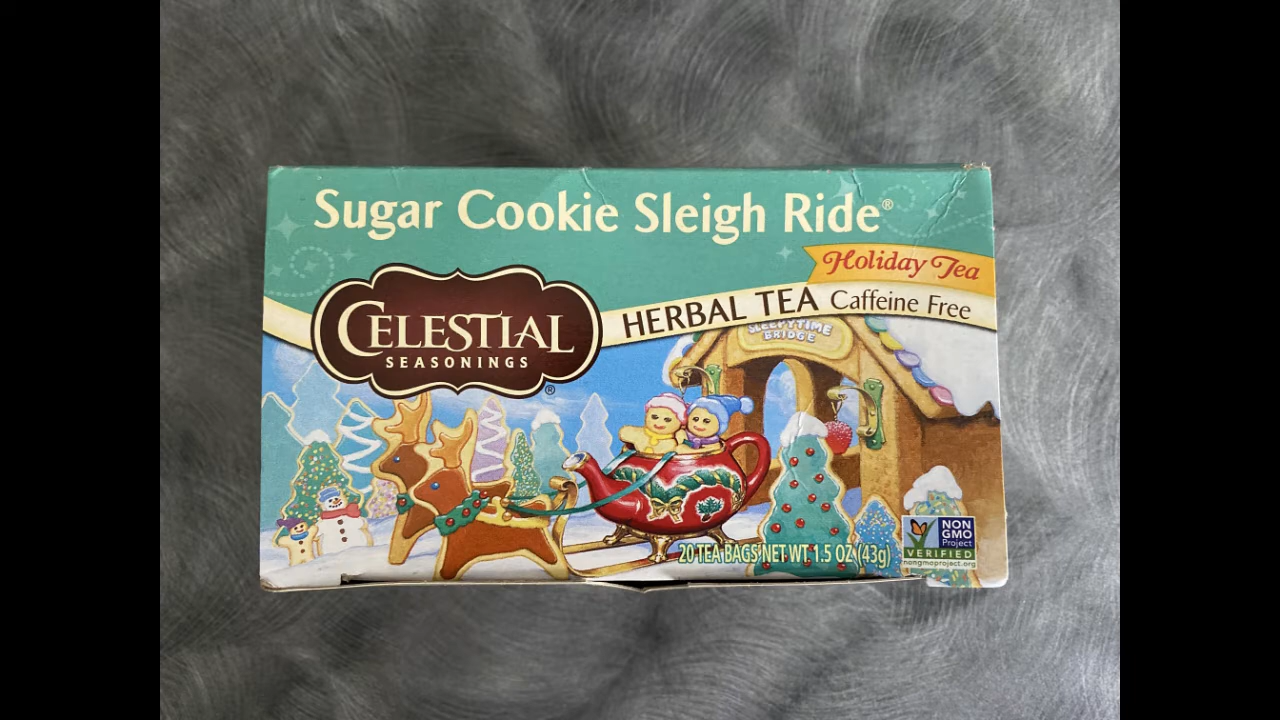 Sugar Cookie Sleigh Ride®
Holiday Tea
HERBAL TEA Caffeine Free
CELESTIAL
SEASONINGS
®
SLEEPYTIME
BRIDGE
20 TEA BAGS NET WT. 1.5 OZ (43g)
NON
GMO
Project
VERIFIED
nongmoproject.org